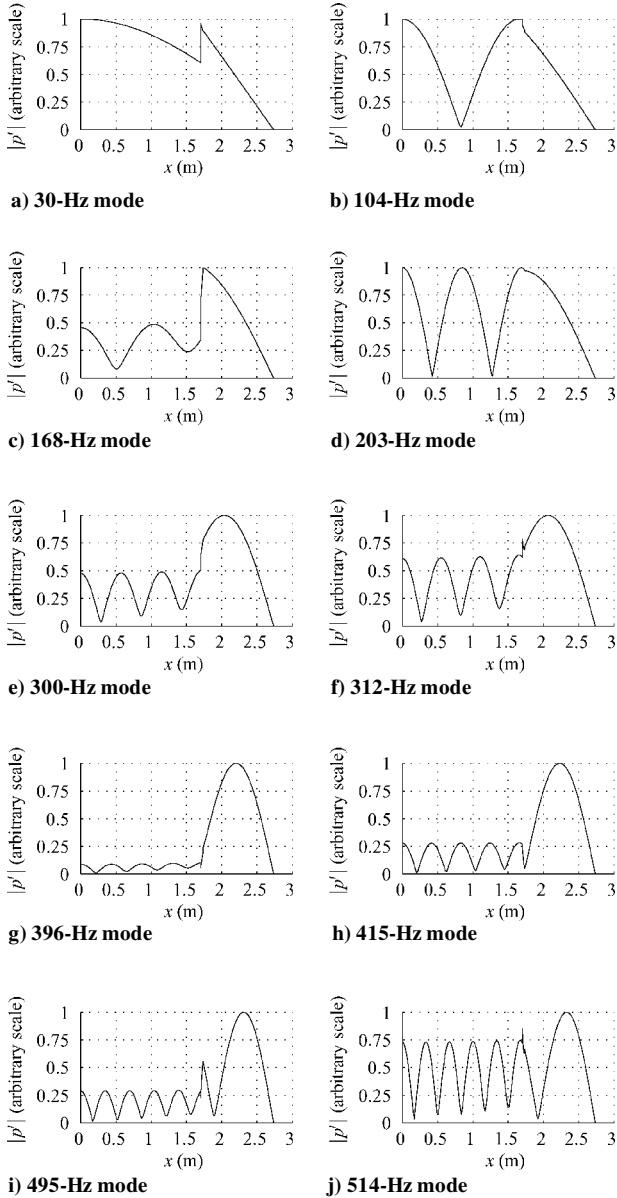 |p'| (arbitrary scale)
1
0.75
0.5
0.25
0
0 0.5 1 1.5 2 2.5 3
x (m)
a) 30-Hz mode
|p'| (arbitrary scale)
1
0.75
0.5
0.25
0
0 0.5 1 1.5 2 2.5 3
x (m)
b) 104-Hz mode
|p'| (arbitrary scale)
1
0.75
0.5
0.25
0
0 0.5 1 1.5 2 2.5 3
x (m)
c) 168-Hz mode
|p'| (arbitrary scale)
1
0.75
0.5
0.25
0
0 0.5 1 1.5 2 2.5 3
x (m)
d) 203-Hz mode
|p'| (arbitrary scale)
1
0.75
0.5
0.25
0
0 0.5 1 1.5 2 2.5 3
x (m)
e) 300-Hz mode
|p'| (arbitrary scale)
1
0.75
0.5
0.25
0
0 0.5 1 1.5 2 2.5 3
x (m)
f) 312-Hz mode
|p'| (arbitrary scale)
1
0.75
0.5
0.25
0
0 0.5 1 1.5 2 2.5 3
x (m)
g) 396-Hz mode
|p'| (arbitrary scale)
1
0.75
0.5
0.25
0
0 0.5 1 1.5 2 2.5 3
x (m)
h) 415-Hz mode
|p'| (arbitrary scale)
1
0.75
0.5
0.25
0
0 0.5 1 1.5 2 2.5 3
x (m)
i) 495-Hz mode
|p'| (arbitrary scale)
1
0.75
0.5
0.25
0
0 0.5 1 1.5 2 2.5 3
x (m)
j) 514-Hz mode